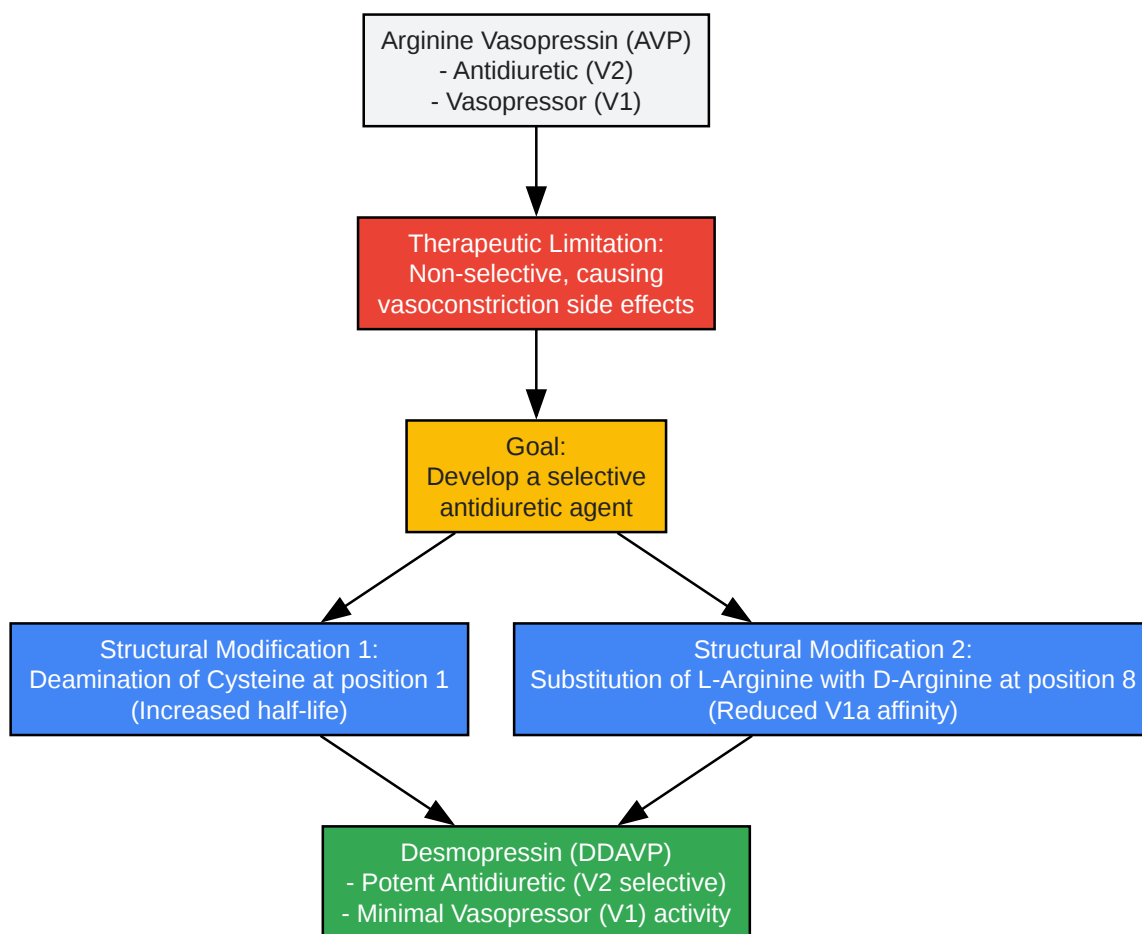 Arginine Vasopressin (AVP)
- Antidiuretic (V2)
- Vasopressor (V1)
Therapeutic Limitation:
Non-selective, causing
vasoconstriction side effects
Goal:
Develop a selective
antidiuretic agent
Structural Modification 1:
Deamination of Cysteine at position 1
(Increased half-life)
Structural Modification 2:
Substitution of L-Arginine with D-Arginine at position 8
(Reduced V1a affinity)
Desmopressin (DDAVP)
- Potent Antidiuretic (V2 selective)
- Minimal Vasopressor (V1) activity